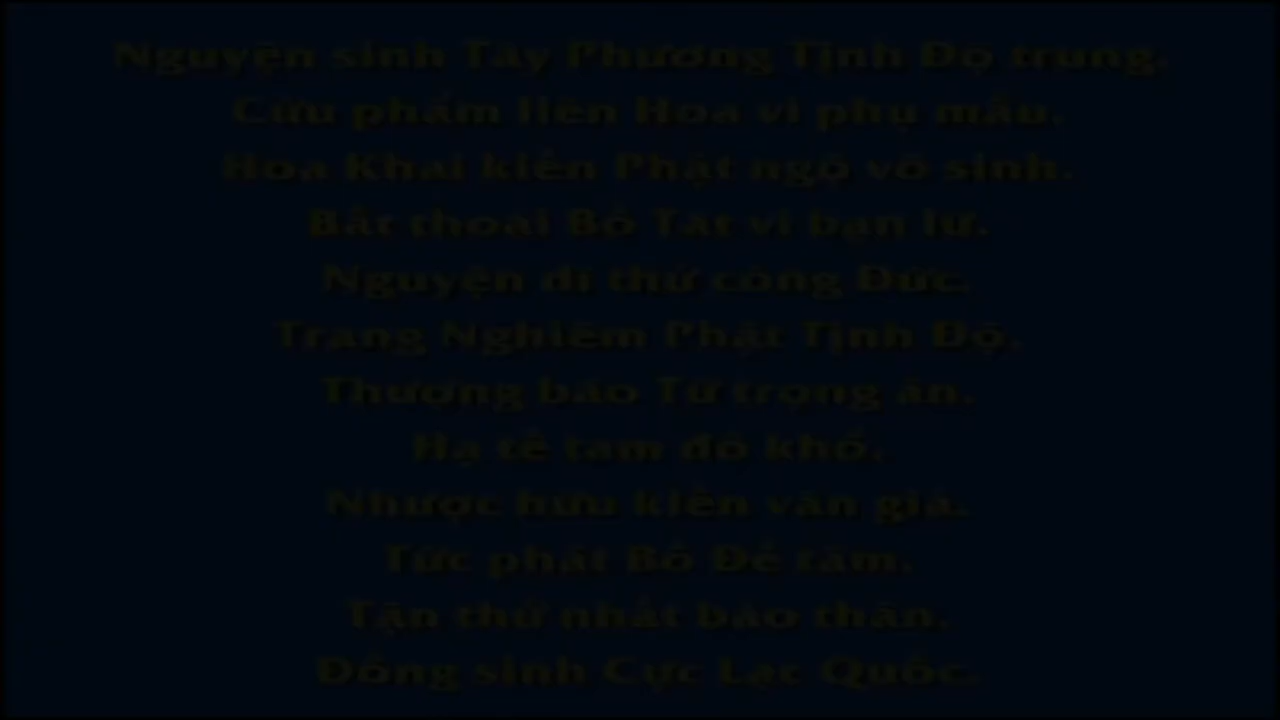 Nguyện sinh Tây Phương Tịnh Độ trung,
Cửu phẩm liên Hoa vi phụ mẫu.
Hoa Khai kiến Phật ngộ vô sinh.
Bất thoái Bồ Tát vi bạn lữ.
Nguyện dĩ thử công Đức.
Trang Nghiêm Phật Tịnh Độ,
Thượng báo Tứ trọng ân.
Hạ tế tam đồ khổ,
Nhược hữu kiến văn giả.
Tức phát Bồ Đề tâm,
Tận thử nhất báo thân.
Đồng sinh Cực Lạc Quốc.